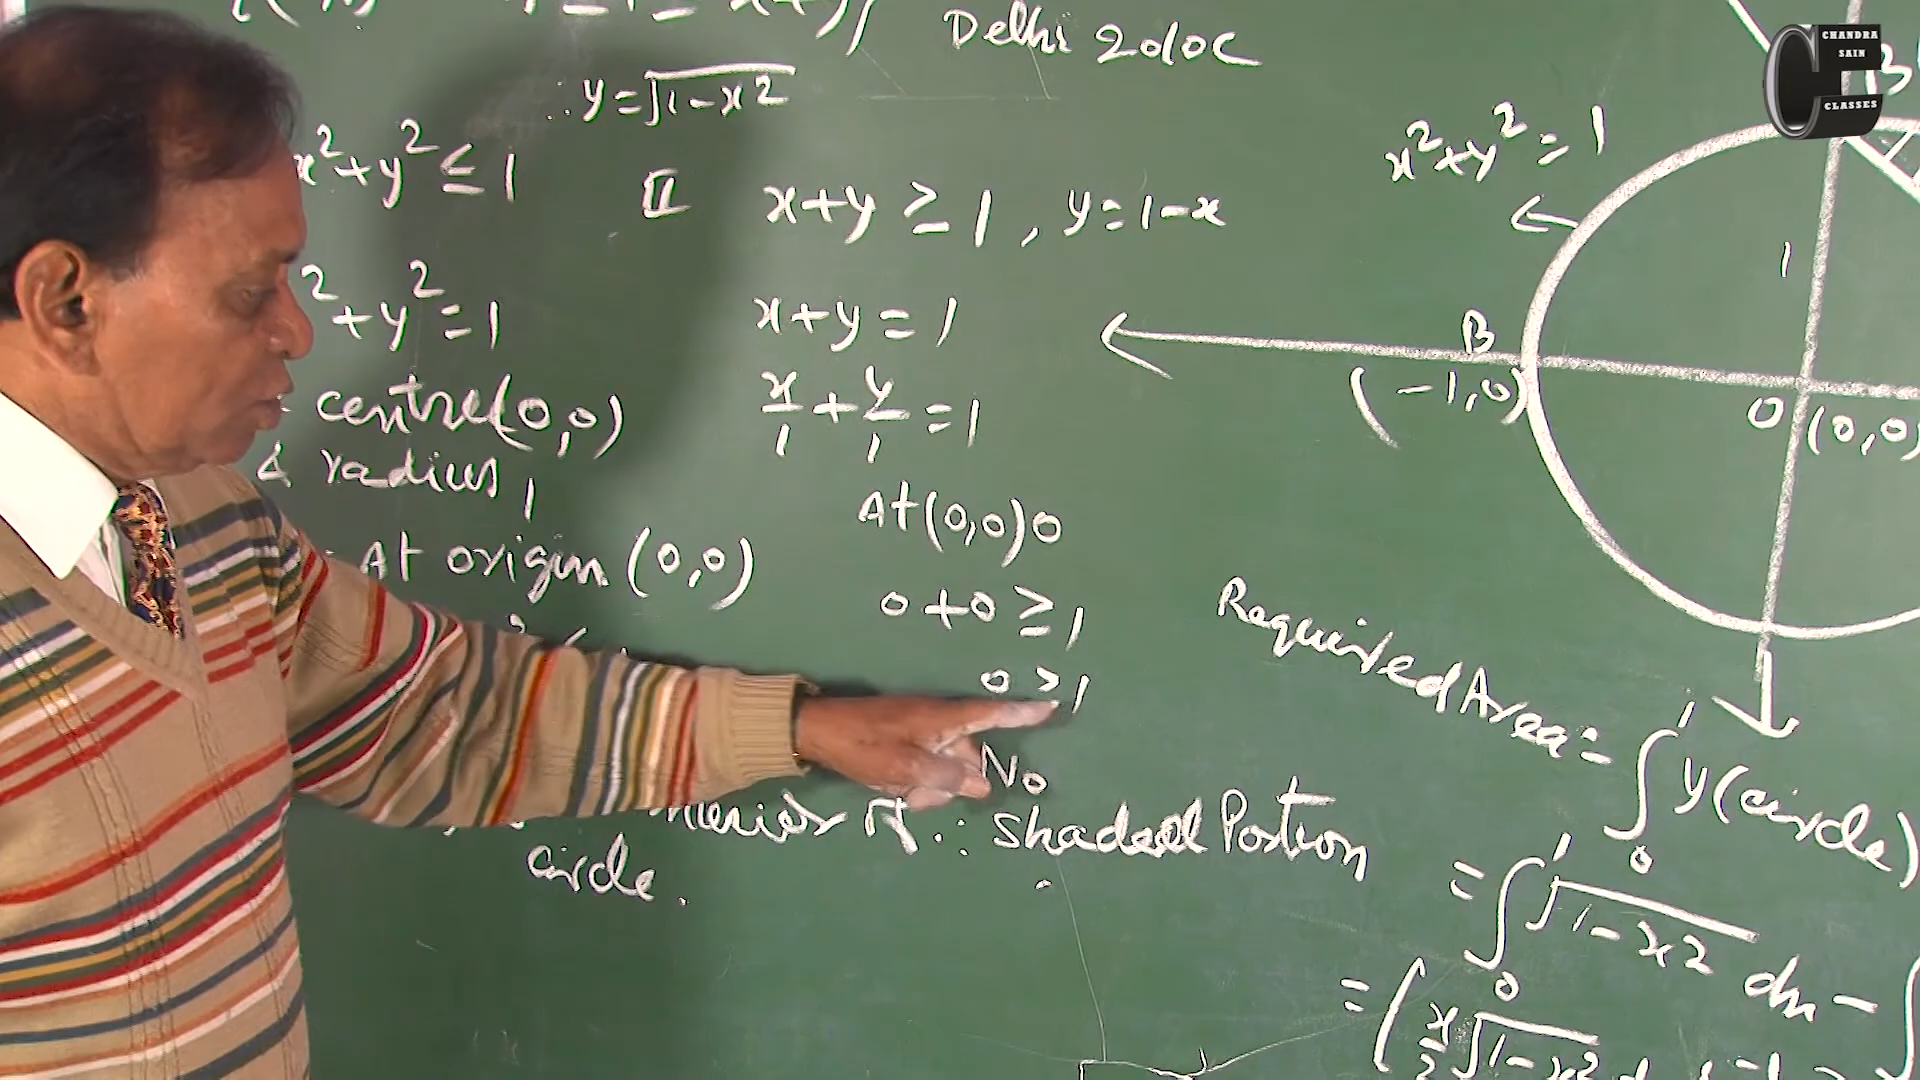 Delhi 2010C
∴ y = √1-x²
x² + y² ≤ 1
II x+y ≥ 1, y=1-x
² + y² = 1
x+y = 1
centre (0,0)
x/1 + y/1 = 1
& radius 1
At (0,0) 0
At origin (0,0)
0+0 ≥ 1
0 > 1
No
∴ Shaded Portion
circle.
x²+y² = 1
1
B
(-1,0)
O (0,0)
Required Area = ∫₀¹ y (circle)
= ∫₀¹ √1-x² dx -
= ( x/2 √1-x²
CHANDRA
SAIN
CLASSES